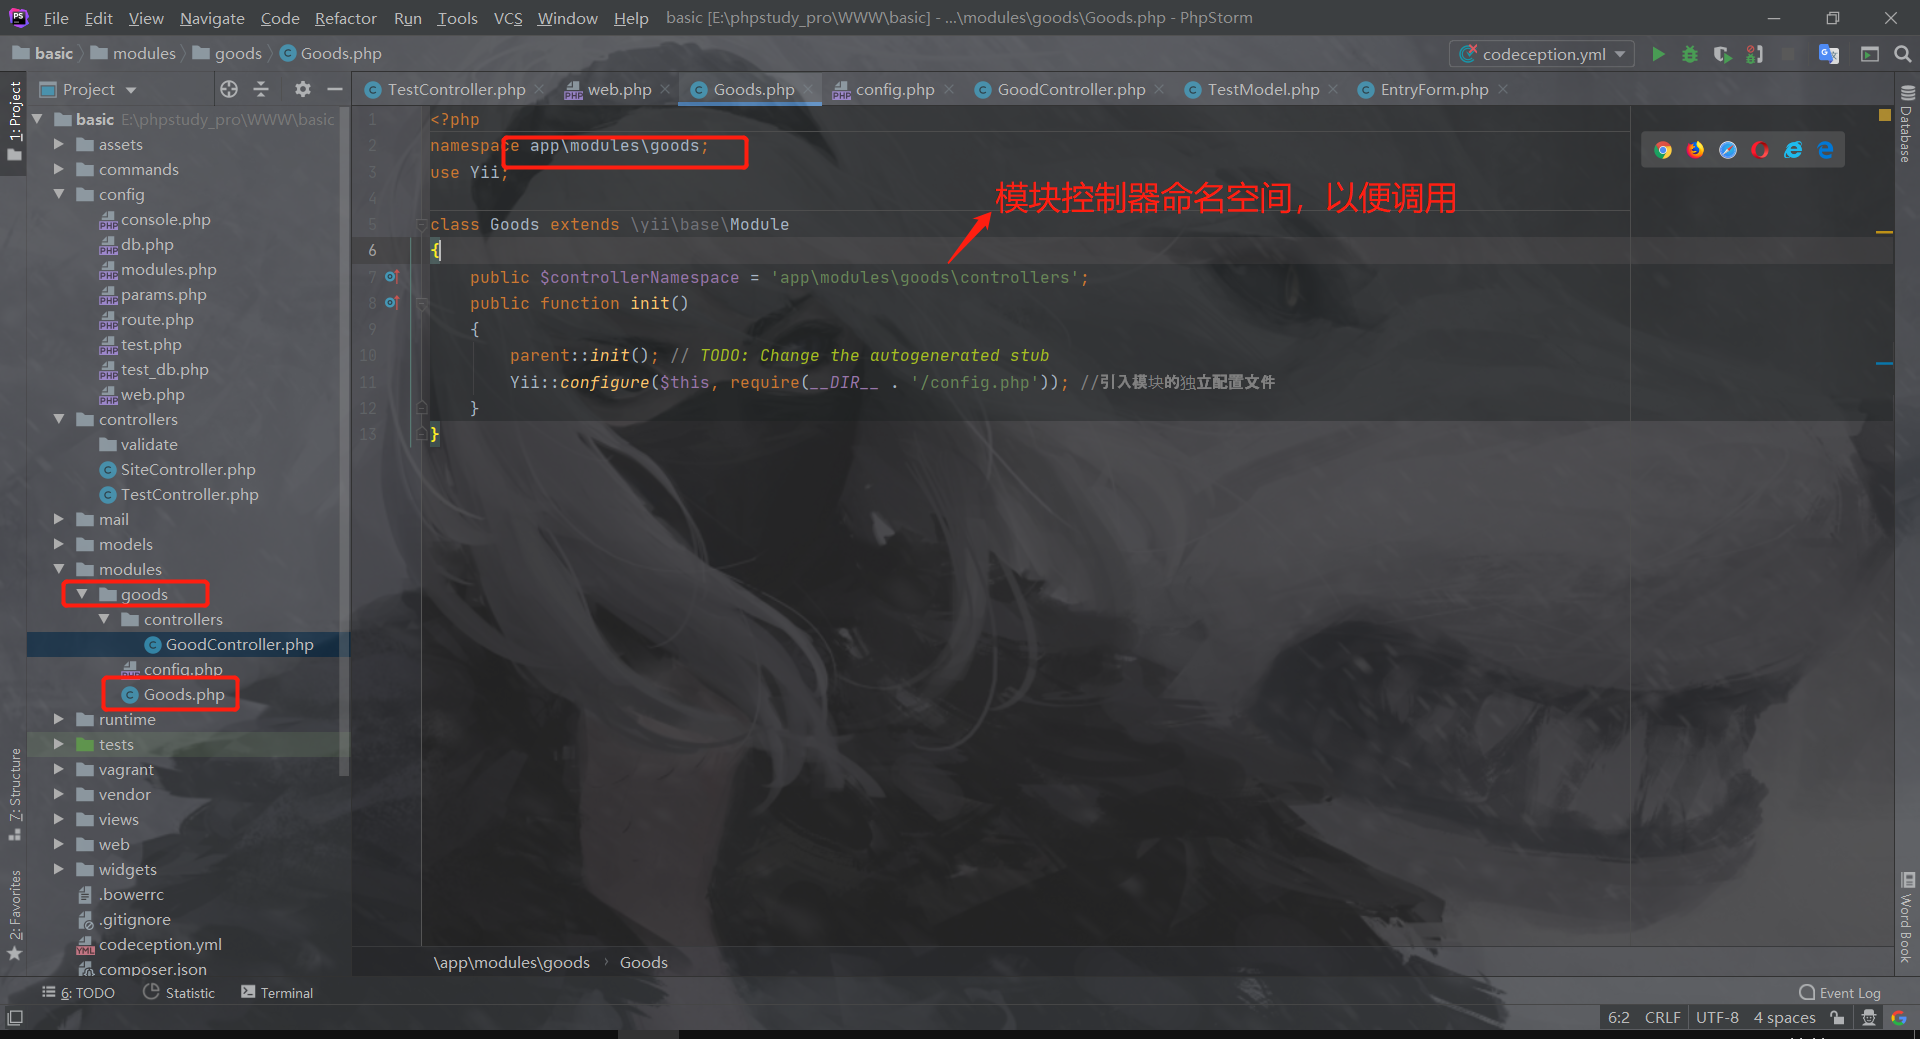 File Edit View Navigate Code Refactor Run Tools VCS Window Help basic [E:\phpstudy_pro\WWW\basic] - ...\modules\goods\Goods.php - PhpStorm
basic modules goods Goods.php codeception.yml
Project
TestController.php web.php Goods.php config.php GoodController.php TestModel.php EntryForm.php
1: Project
7: Structure
2: Favorites
basic E:\phpstudy_pro\WWW\basic
assets
commands
config
console.php
db.php
modules.php
params.php
route.php
test.php
test_db.php
web.php
controllers
validate
SiteController.php
TestController.php
mail
models
modules
goods
controllers
GoodController.php
config.php
Goods.php
runtime
tests
vagrant
vendor
views
web
widgets
.bowerrc
.gitignore
codeception.yml
composer.json
1 <?php
2 namespace app\modules\goods;
3 use Yii;
4
模块控制器命名空间，以便调用
5 class Goods extends \yii\base\Module
6 {
7 public $controllerNamespace = 'app\modules\goods\controllers';
8 public function init()
9 {
10 parent::init(); // TODO: Change the autogenerated stub
11 Yii::configure($this, require(__DIR__ . '/config.php')); //引入模块的独立配置文件
12 }
13 }
Database
Word Book
\app\modules\goods › Goods
6: TODO Statistic Terminal Event Log
6:2 CRLF UTF-8 4 spaces